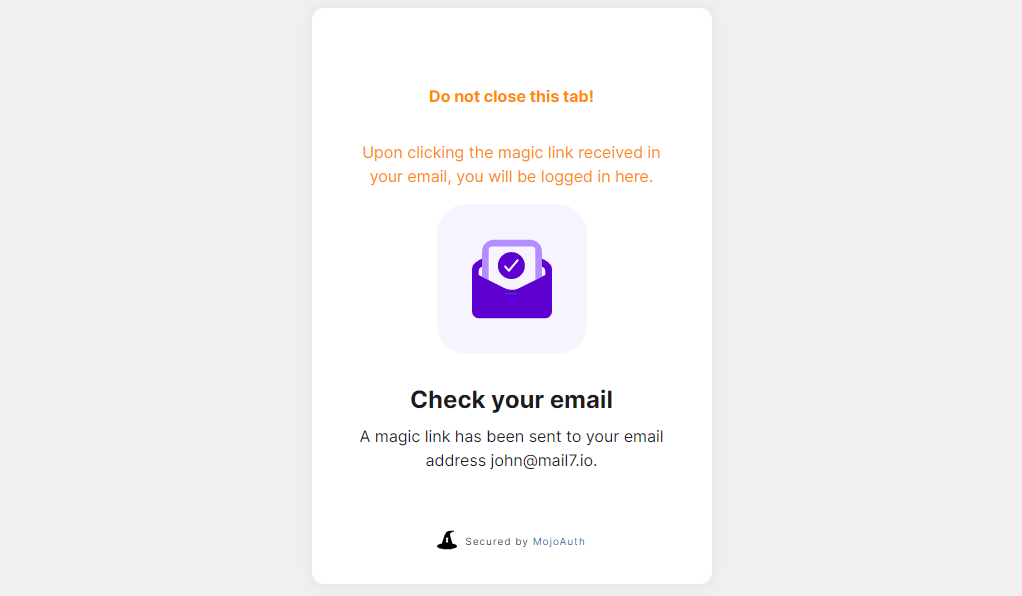 Do not close this tab!
Upon clicking the magic link received in
your email, you will be logged in here.
Check your email
A magic link has been sent to your email
address john@mail7.io.
Secured by MojoAuth